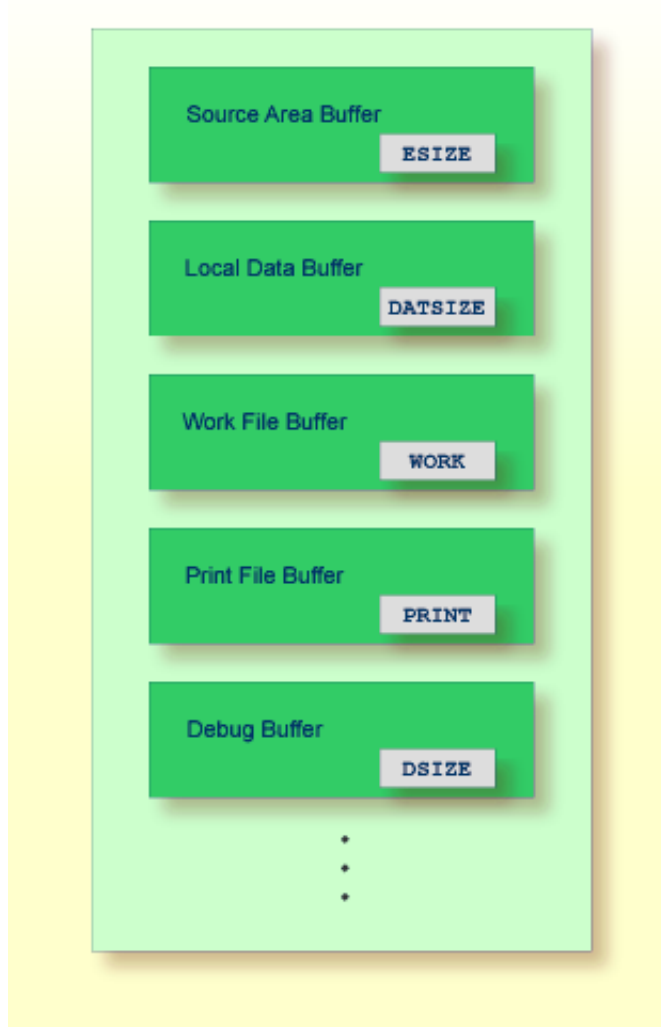 Source Area Buffer
ESIZE
Local Data Buffer
DATSIZE
Work File Buffer
WORK
Print File Buffer
PRINT
Debug Buffer
DSIZE